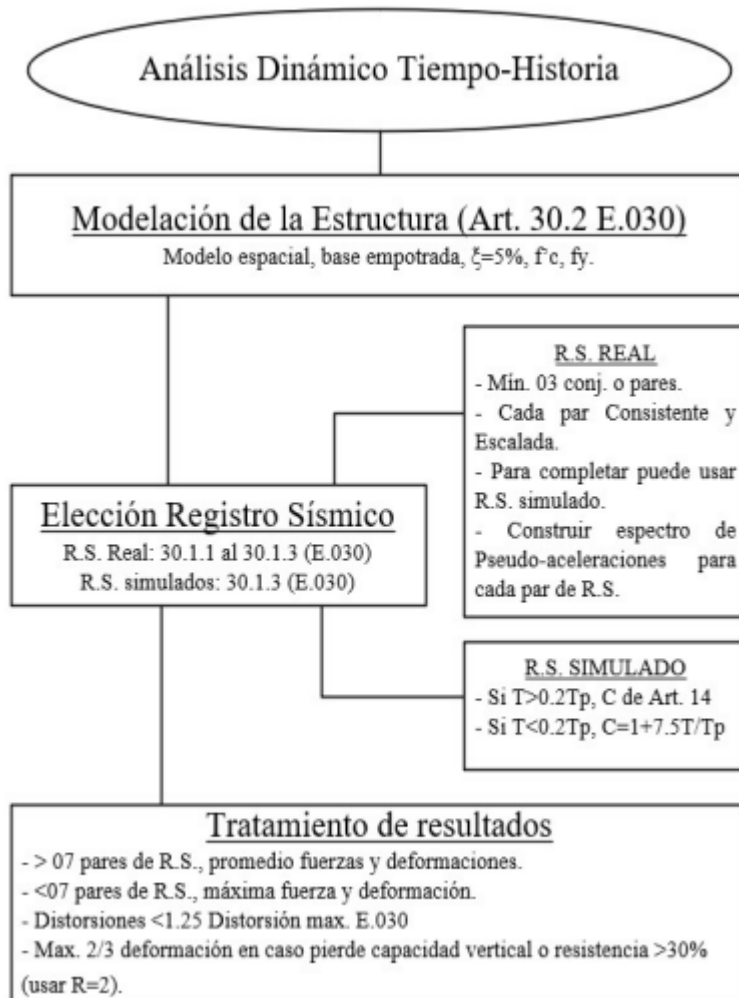 Análisis Dinámico Tiempo-Historia
Modelación de la Estructura (Art. 30.2 E.030)
Modelo espacial, base empotrada, ξ=5%, f'c, fy.
R.S. REAL
- Mín. 03 conj. o pares.
- Cada par Consistente y
Escalada.
- Para completar puede usar
R.S. simulado.
- Construir espectro de
Pseudo-aceleraciones para
cada par de R.S.
Elección Registro Sísmico
R.S. Real: 30.1.1 al 30.1.3 (E.030)
R.S. simulados: 30.1.3 (E.030)
R.S. SIMULADO
- Si T>0.2Tp, C de Art. 14
- Si T<0.2Tp, C=1+7.5T/Tp
Tratamiento de resultados
- > 07 pares de R.S., promedio fuerzas y deformaciones.
- <07 pares de R.S., máxima fuerza y deformación.
- Distorsiones <1.25 Distorsión max. E.030
- Max. 2/3 deformación en caso pierde capacidad vertical o resistencia >30%
(usar R=2).